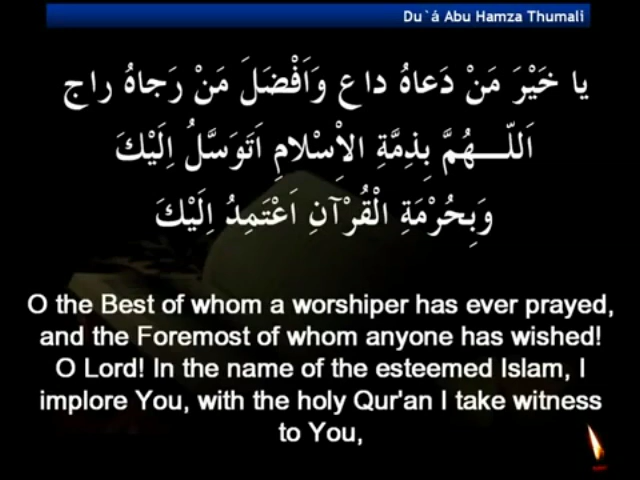 Du`á Abu Hamza Thumali
يا خَيْرَ مَنْ دَعاهُ داع وَاَفْضَلَ مَنْ رَجاهُ راج
اَللّـــهُمَّ بِذِمَّةِ الاِْسْلامِ اَتَوَسَّلُ اِلَيْكَ
وَبِحُرْمَةِ الْقُرْآنِ اَعْتَمِدُ اِلَيْكَ
O the Best of whom a worshiper has ever prayed,
and the Foremost of whom anyone has wished!
O Lord! In the name of the esteemed Islam, I
implore You, with the holy Qur'an I take witness
to You,